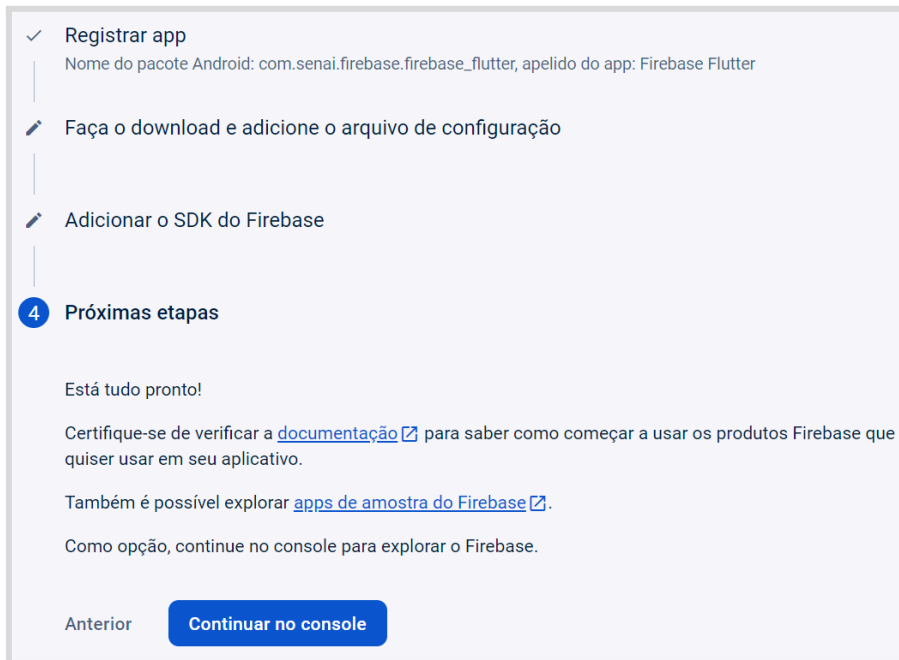 Registrar app
Nome do pacote Android: com.senai.firebase.firebase_flutter, apelido do app: Firebase Flutter
Faça o download e adicione o arquivo de configuração
Adicionar o SDK do Firebase
4 Próximas etapas
Está tudo pronto!
Certifique-se de verificar a documentação para saber como começar a usar os produtos Firebase que
quiser usar em seu aplicativo.
Também é possível explorar apps de amostra do Firebase.
Como opção, continue no console para explorar o Firebase.
Anterior Continuar no console